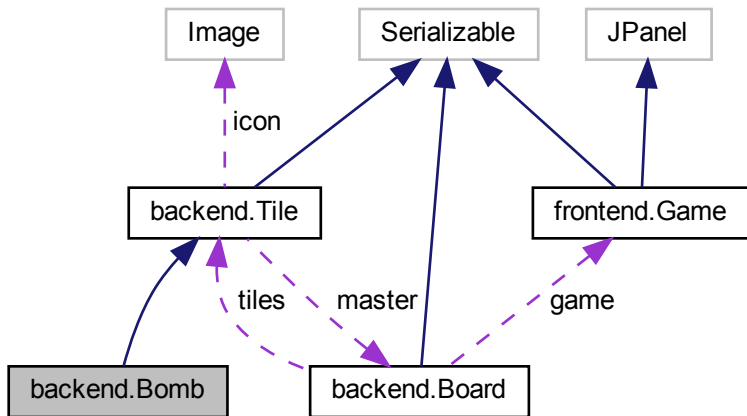 Image
Serializable
JPanel
icon
backend.Tile
frontend.Game
tiles
master
game
backend.Bomb
backend.Board